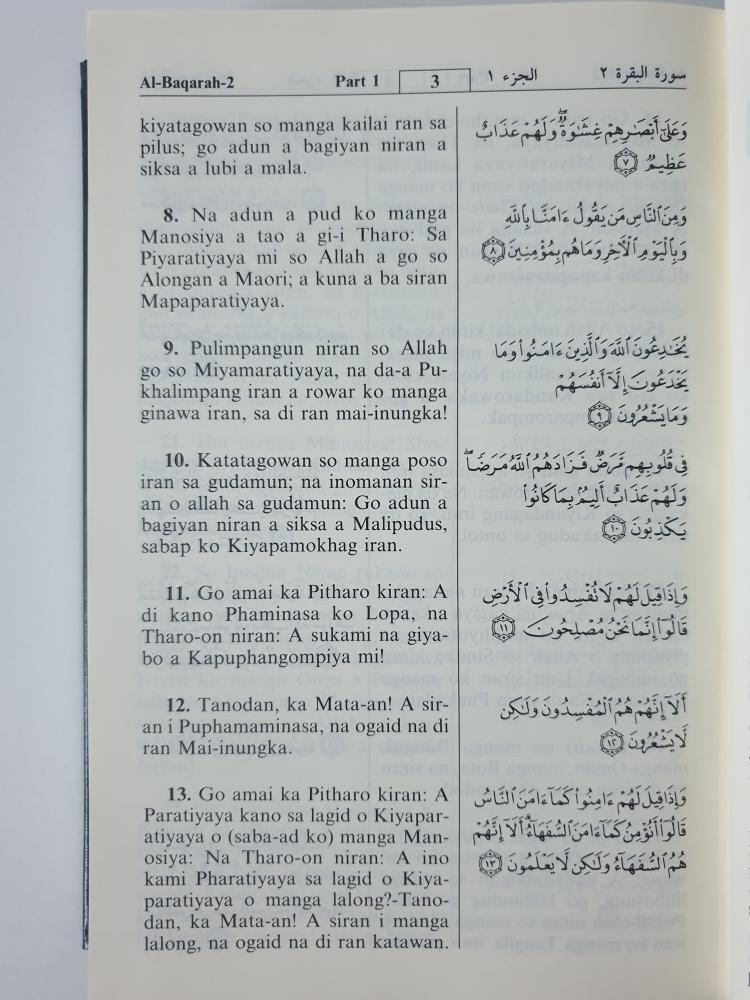 Al-Baqarah-2 Part 1 3 الجزء ١ سورة البقرة ٢
kiyatagowan so manga kailai ran sa
pilus; go adun a bagiyan niran a
siksa a lubi a mala.
8. Na adun a pud ko manga
Manosiya a tao a gi-i Tharo: Sa
Piyaratiyaya mi so Allah a go so
Alongan a Maori; a kuna a ba siran
Mapaparatiyaya.
9. Pulimpangun niran so Allah
go so Miyamaratiyaya, na da-a Pu-
khalimpang iran a rowar ko manga
ginawa iran, sa di ran mai-inungka!
10. Katatagowan so manga poso
iran sa gudamun; na inomanan sir-
an o allah sa gudamun: Go adun a
bagiyan niran a siksa a Malipudus,
sabap ko Kiyapamokhag iran.
11. Go amai ka Pitharo kiran: A
di kano Phaminasa ko Lopa, na
Tharo-on niran: A sukami na giya-
bo a Kapuphangompiya mi!
12. Tanodan, ka Mata-an! A sir-
an i Puphamaminasa, na ogaid na di
ran Mai-inungka.
13. Go amai ka Pitharo kiran: A
Paratiyaya kano sa lagid o Kiyapar-
atiyaya o (saba-ad ko) manga Man-
osiya: Na Tharo-on niran: A ino
kami Pharatiyaya sa lagid o Kiya-
paratiyaya o manga lalong?-Tano-
dan, ka Mata-an! A siran i manga
lalong, na ogaid na di ran katawan.
وَعَلَىٰٓ أَبْصَٰرِهِمْ غِشَٰوَةٌۖ وَلَهُمْ عَذَابٌ
عَظِيمٌ ٧
وَمِنَ ٱلنَّاسِ مَن يَقُولُ ءَامَنَّا بِٱللَّهِ
وَبِٱلْيَوْمِ ٱلْأَخِرِ وَمَا هُم بِمُؤْمِنِينَ ٨
يُخَٰدِعُونَ ٱللَّهَ وَٱلَّذِينَ ءَامَنُوا۟ وَمَا
يَخْدَعُونَ إِلَّآ أَنفُسَهُمْ
وَمَا يَشْعُرُونَ ٩
فِى قُلُوبِهِم مَّرَضٌ فَزَادَهُمُ ٱللَّهُ مَرَضًاۖ
وَلَهُمْ عَذَابٌ أَلِيمٌۢ بِمَا كَانُوا۟
يَكْذِبُونَ ١٠
وَإِذَا قِيلَ لَهُمْ لَا تُفْسِدُوا۟ فِى ٱلْأَرْضِ
قَالُوٓا۟ إِنَّمَا نَحْنُ مُصْلِحُونَ ١١
أَلَآ إِنَّهُمْ هُمُ ٱلْمُفْسِدُونَ وَلَٰكِن
لَّا يَشْعُرُونَ ١٢
وَإِذَا قِيلَ لَهُمْ ءَامِنُوا۟ كَمَآ ءَامَنَ ٱلنَّاسُ
قَالُوٓا۟ أَنُؤْمِنُ كَمَآ ءَامَنَ ٱلسُّفَهَآءُۗ أَلَآ إِنَّهُمْ
هُمُ ٱلسُّفَهَآءُ وَلَٰكِن لَّا يَعْلَمُونَ ١٣